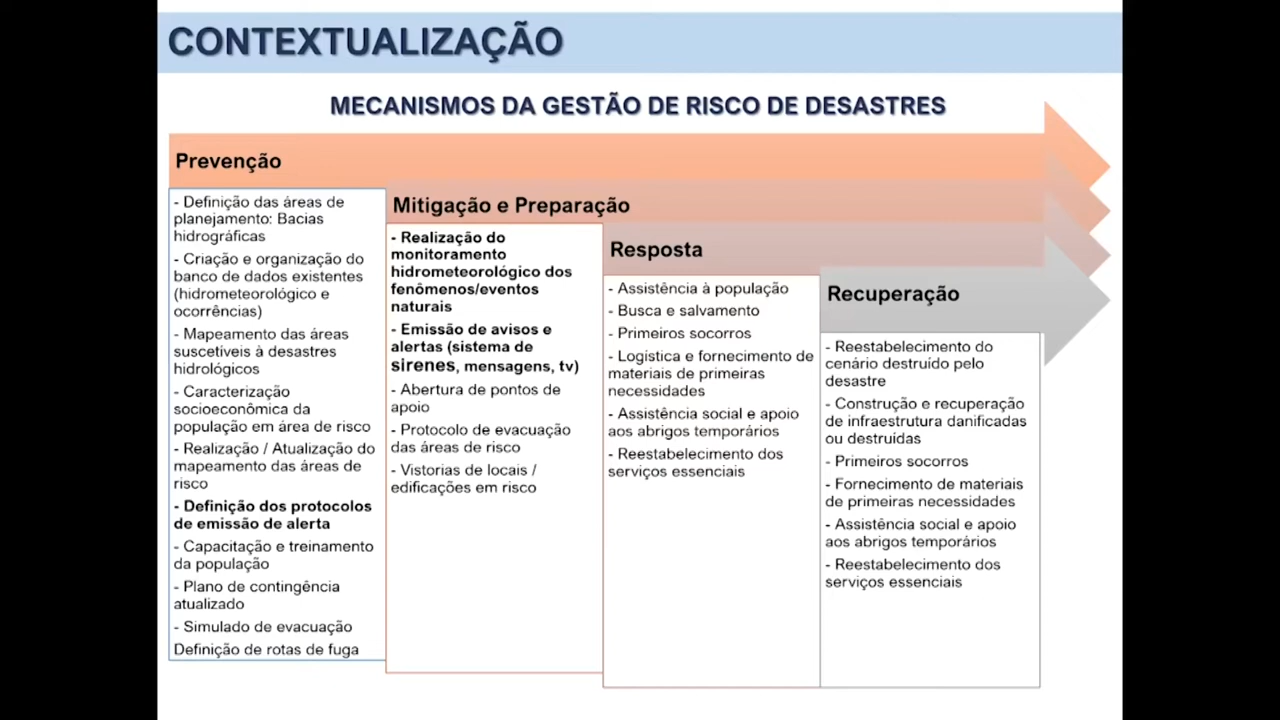 CONTEXTUALIZAÇÃO
MECANISMOS DA GESTÃO DE RISCO DE DESASTRES
Prevenção
- Definição das áreas de
planejamento: Bacias
hidrográficas
- Criação e organização do
banco de dados existentes
(hidrometeorológico e
ocorrências)
- Mapeamento das áreas
suscetíveis à desastres
hidrológicos
- Caracterização
socioeconômica da
população em área de risco
- Realização / Atualização do
mapeamento das áreas de
risco
- Definição dos protocolos
de emissão de alerta
- Capacitação e treinamento
da população
- Plano de contingência
atualizado
- Simulado de evacuação
Definição de rotas de fuga
Mitigação e Preparação
- Realização do
monitoramento
hidrometeorológico dos
fenômenos/eventos
naturais
- Emissão de avisos e
alertas (sistema de
sirenes, mensagens, tv)
- Abertura de pontos de
apoio
- Protocolo de evacuação
das áreas de risco
- Vistorias de locais /
edificações em risco
Resposta
- Assistência à população
- Busca e salvamento
- Primeiros socorros
- Logística e fornecimento de
materiais de primeiras
necessidades
- Assistência social e apoio
aos abrigos temporários
- Reestabelecimento dos
serviços essenciais
Recuperação
- Reestabelecimento do
cenário destruído pelo
desastre
- Construção e recuperação
de infraestrutura danificadas
ou destruídas
- Primeiros socorros
- Fornecimento de materiais
de primeiras necessidades
- Assistência social e apoio
aos abrigos temporários
- Reestabelecimento dos
serviços essenciais